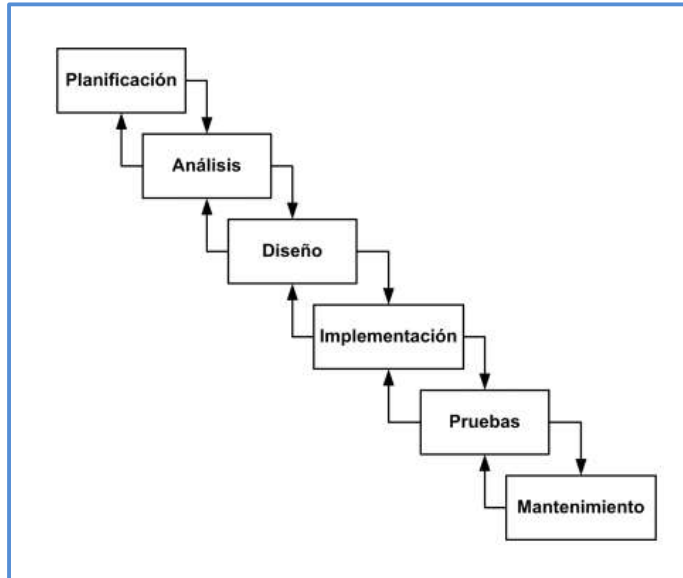 Planificación
Análisis
Diseño
Implementación
Pruebas
Mantenimiento